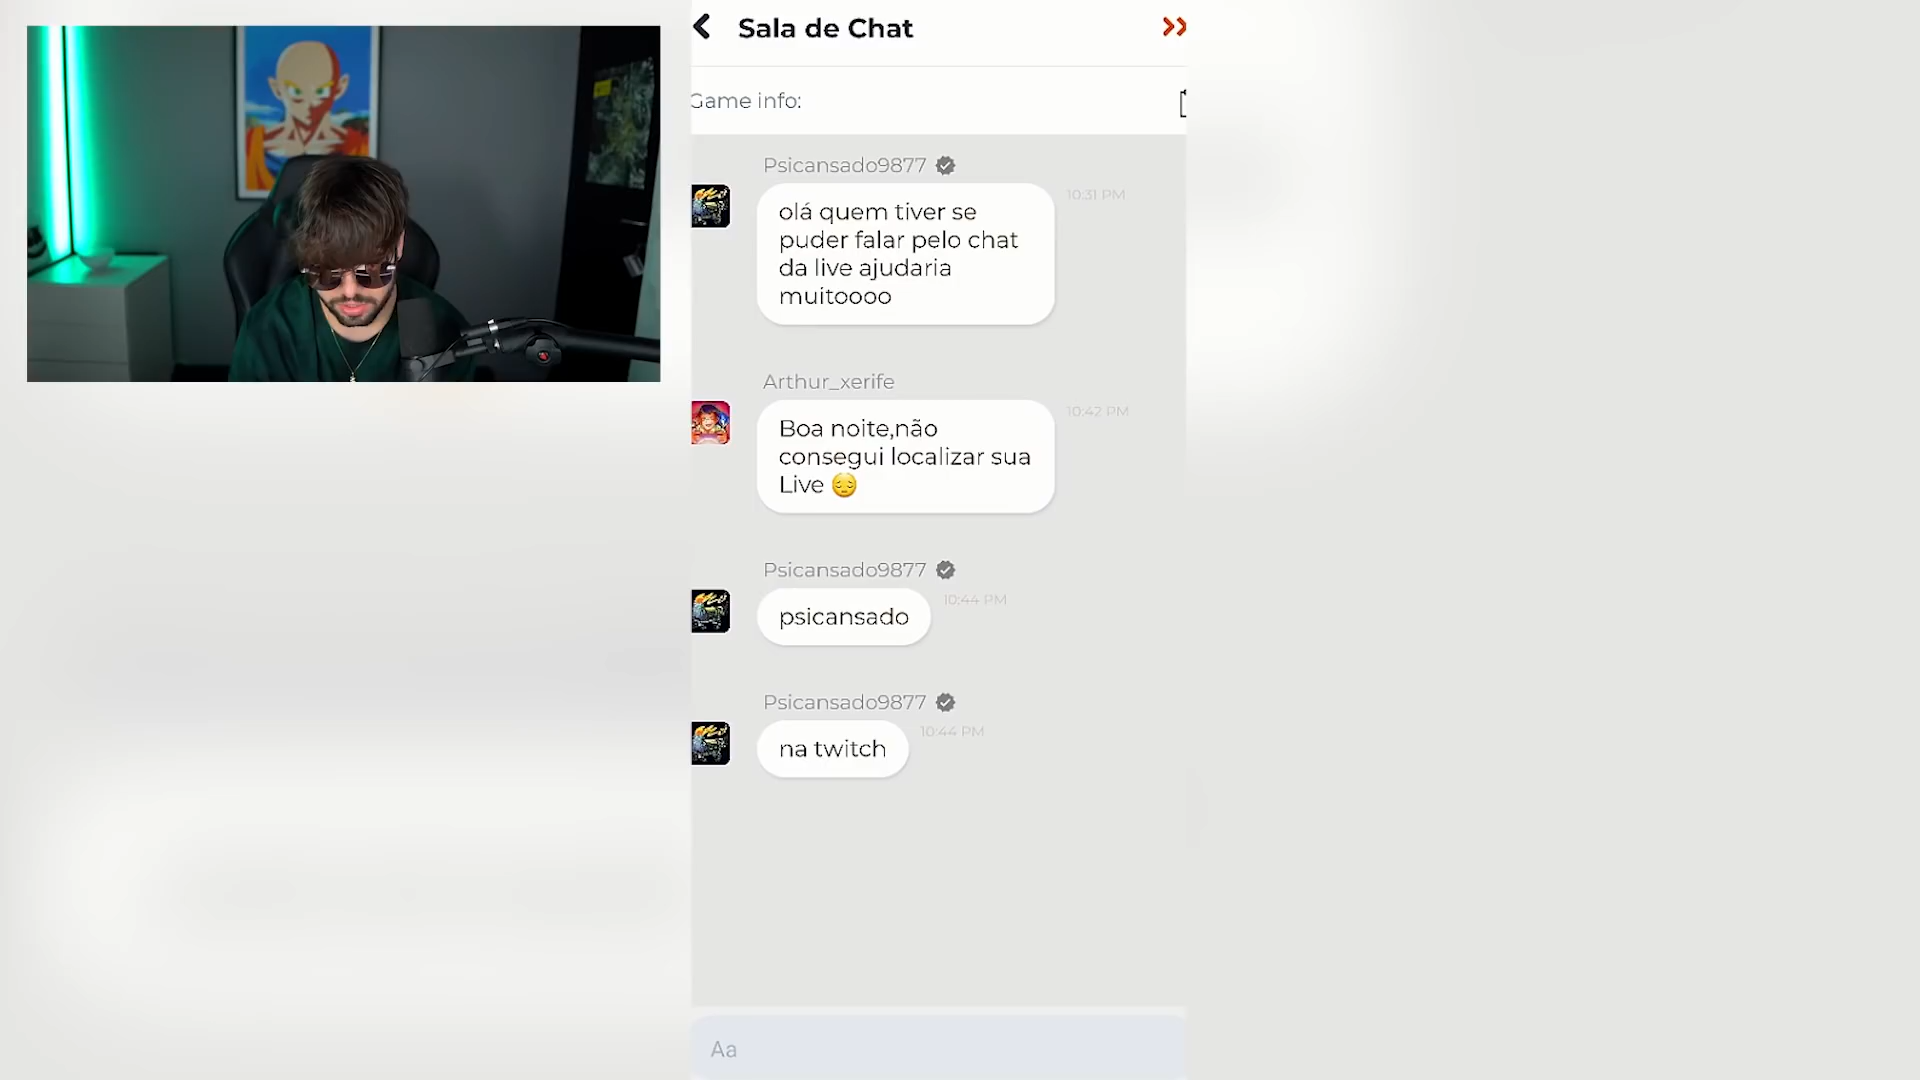 Sala de Chat
Game info:
Psicansado9877
10:31 PM
olá quem tiver se
puder falar pelo chat
da live ajudaria
muitoooo
Arthur_xerife
10:42 PM
Boa noite,não
consegui localizar sua
Live 😔
Psicansado9877
10:44 PM
psicansado
Psicansado9877
10:44 PM
na twitch
Aa